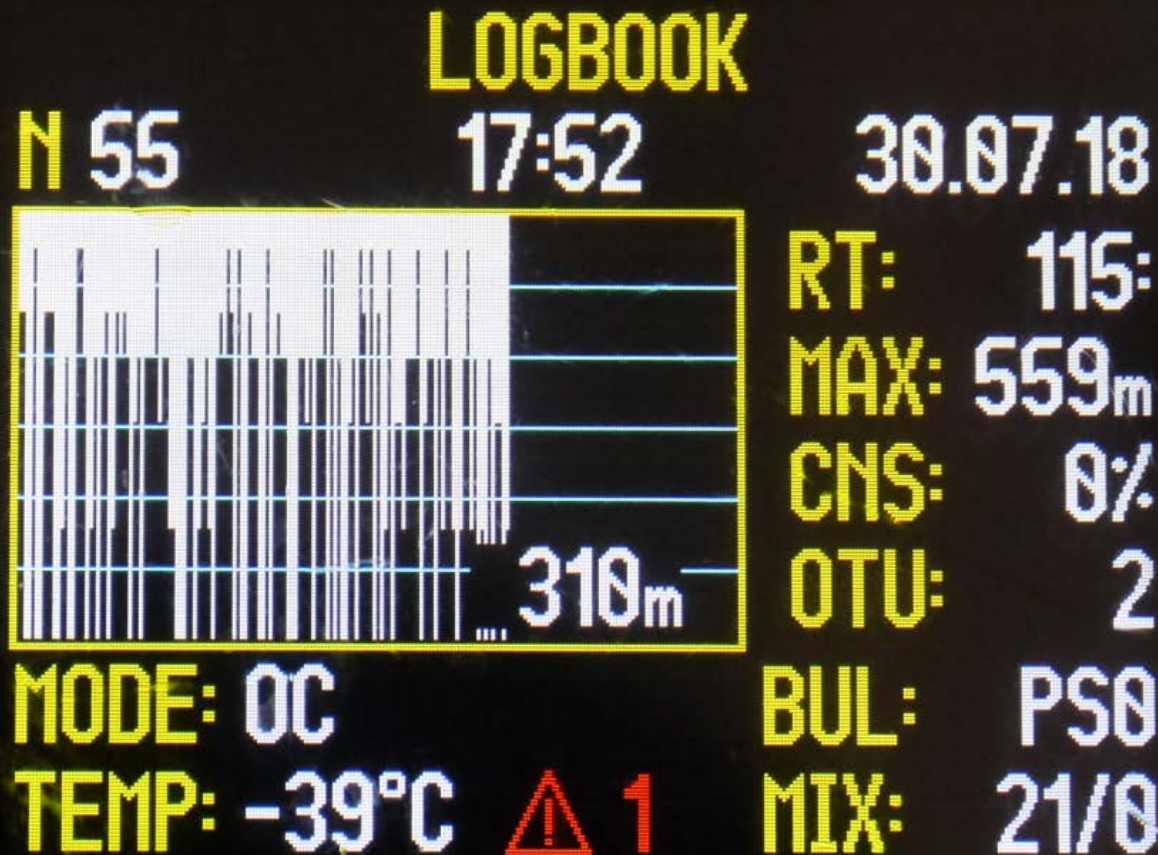 LOGBOOK
N 55 17:52 30.07.18
RT: 115:
MAX: 559m
CNS: 0%
OTU: 2
310m
MODE: OC BUL: PS0
TEMP: -39°C ⚠ 1 MIX: 21/0